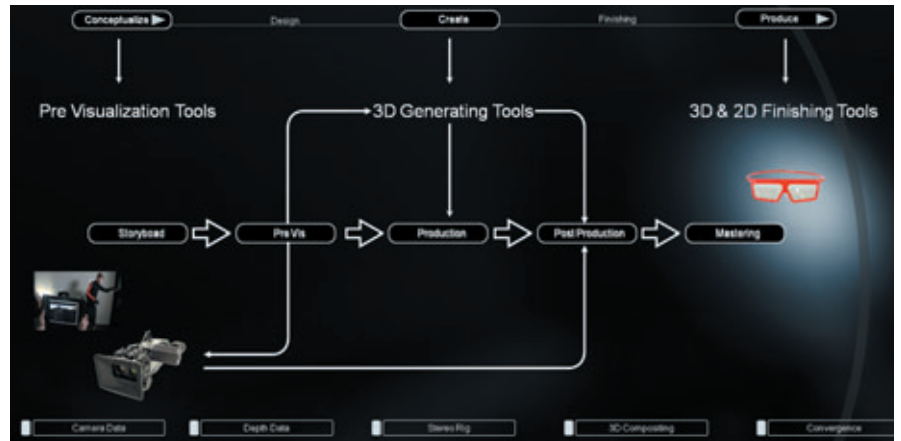 Conceptualize Design Create Finishing Produce
Pre Visualization Tools 3D Generating Tools 3D & 2D Finishing Tools
Storyboad Pre Vis Production Post Production Mastering
Camera Data Depth Data Stereo Rig 3D Compositing Convergence